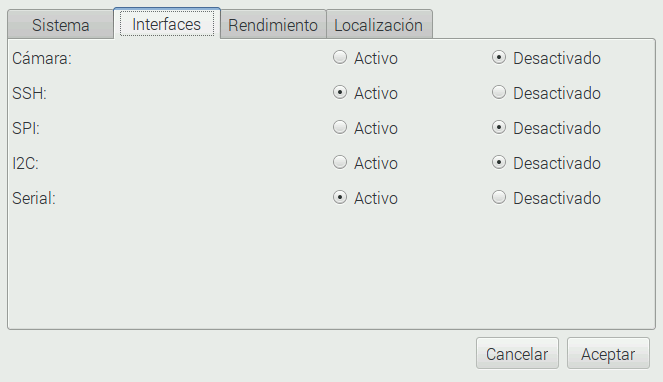 Sistema Interfaces Rendimiento Localización
Cámara: Activo Desactivado
SSH: Activo Desactivado
SPI: Activo Desactivado
I2C: Activo Desactivado
Serial: Activo Desactivado
Cancelar Aceptar